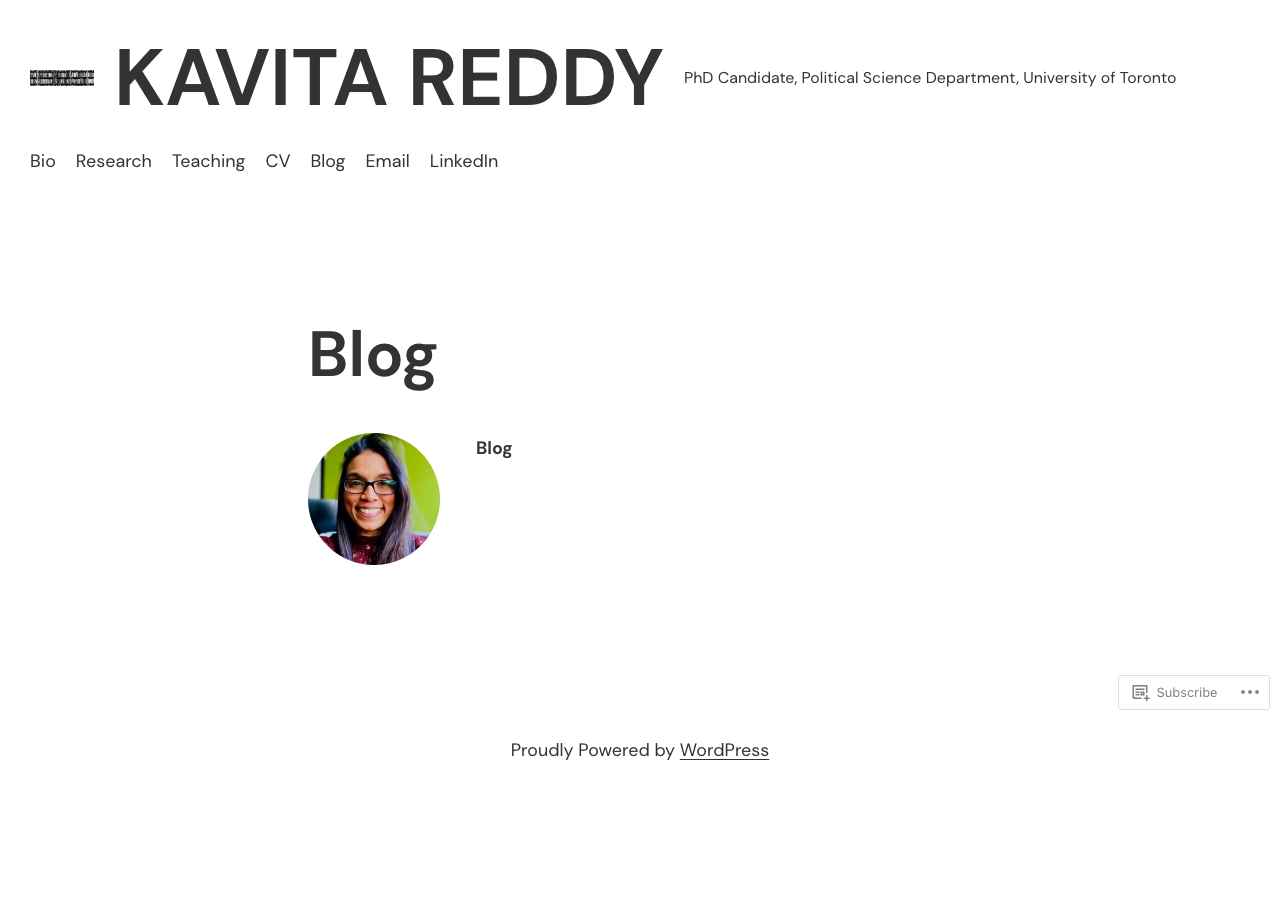 KAVITA REDDY
PhD Candidate, Political Science Department, University of Toronto
Bio Research Teaching CV Blog Email LinkedIn
Blog
Blog
Subscribe
Proudly Powered by WordPress